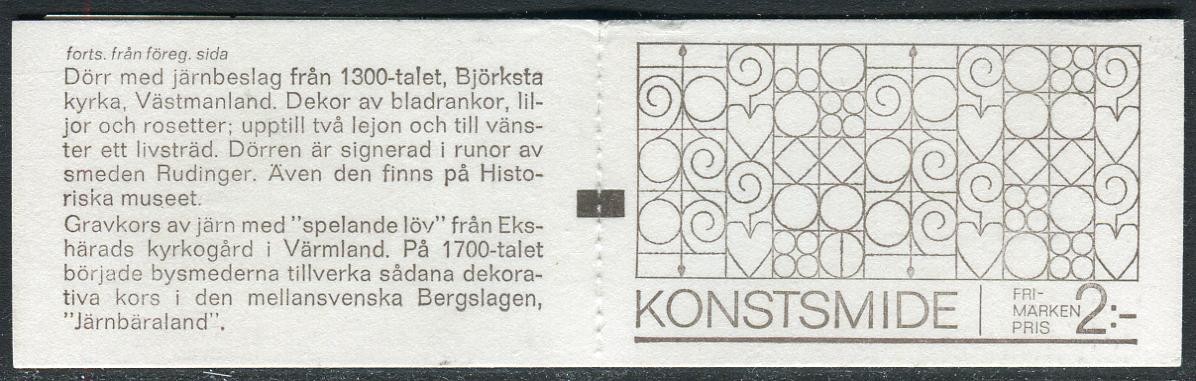 forts. från föreg. sida
Dörr med järnbeslag från 1300-talet, Björksta
kyrka, Västmanland. Dekor av bladrankor, lil-
jor och rosetter; upptill två lejon och till väns-
ter ett livsträd. Dörren är signerad i runor av
smeden Rudinger. Även den finns på Histo-
riska museet.
Gravkors av järn med "spelande löv" från Eks-
härads kyrkogård i Värmland. På 1700-talet
började bysmederna tillverka sådana dekora-
tiva kors i den mellansvenska Bergslagen,
"Järnbäraland".
KONSTSMIDE
FRI-
MÄRKEN
PRIS
2:-